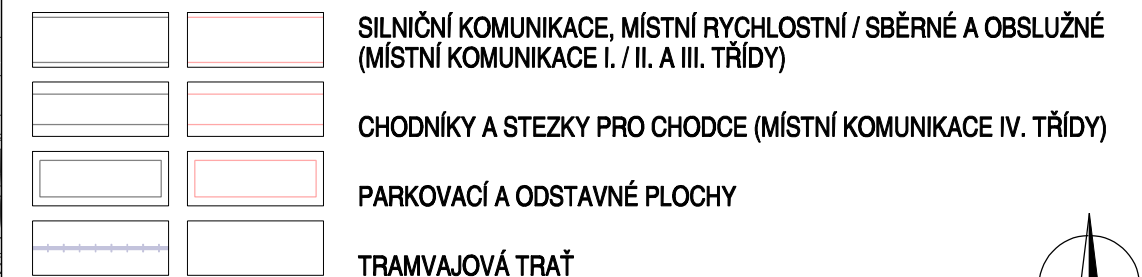 SILNIČNÍ KOMUNIKACE, MÍSTNÍ RYCHLOSTNÍ / SBĚRNÉ A OBSLUŽNÉ
(MÍSTNÍ KOMUNIKACE I. / II. A III. TŘÍDY)
CHODNÍKY A STEZKY PRO CHODCE (MÍSTNÍ KOMUNIKACE IV. TŘÍDY)
PARKOVACÍ A ODSTAVNÉ PLOCHY
TRAMVAJOVÁ TRAŤ